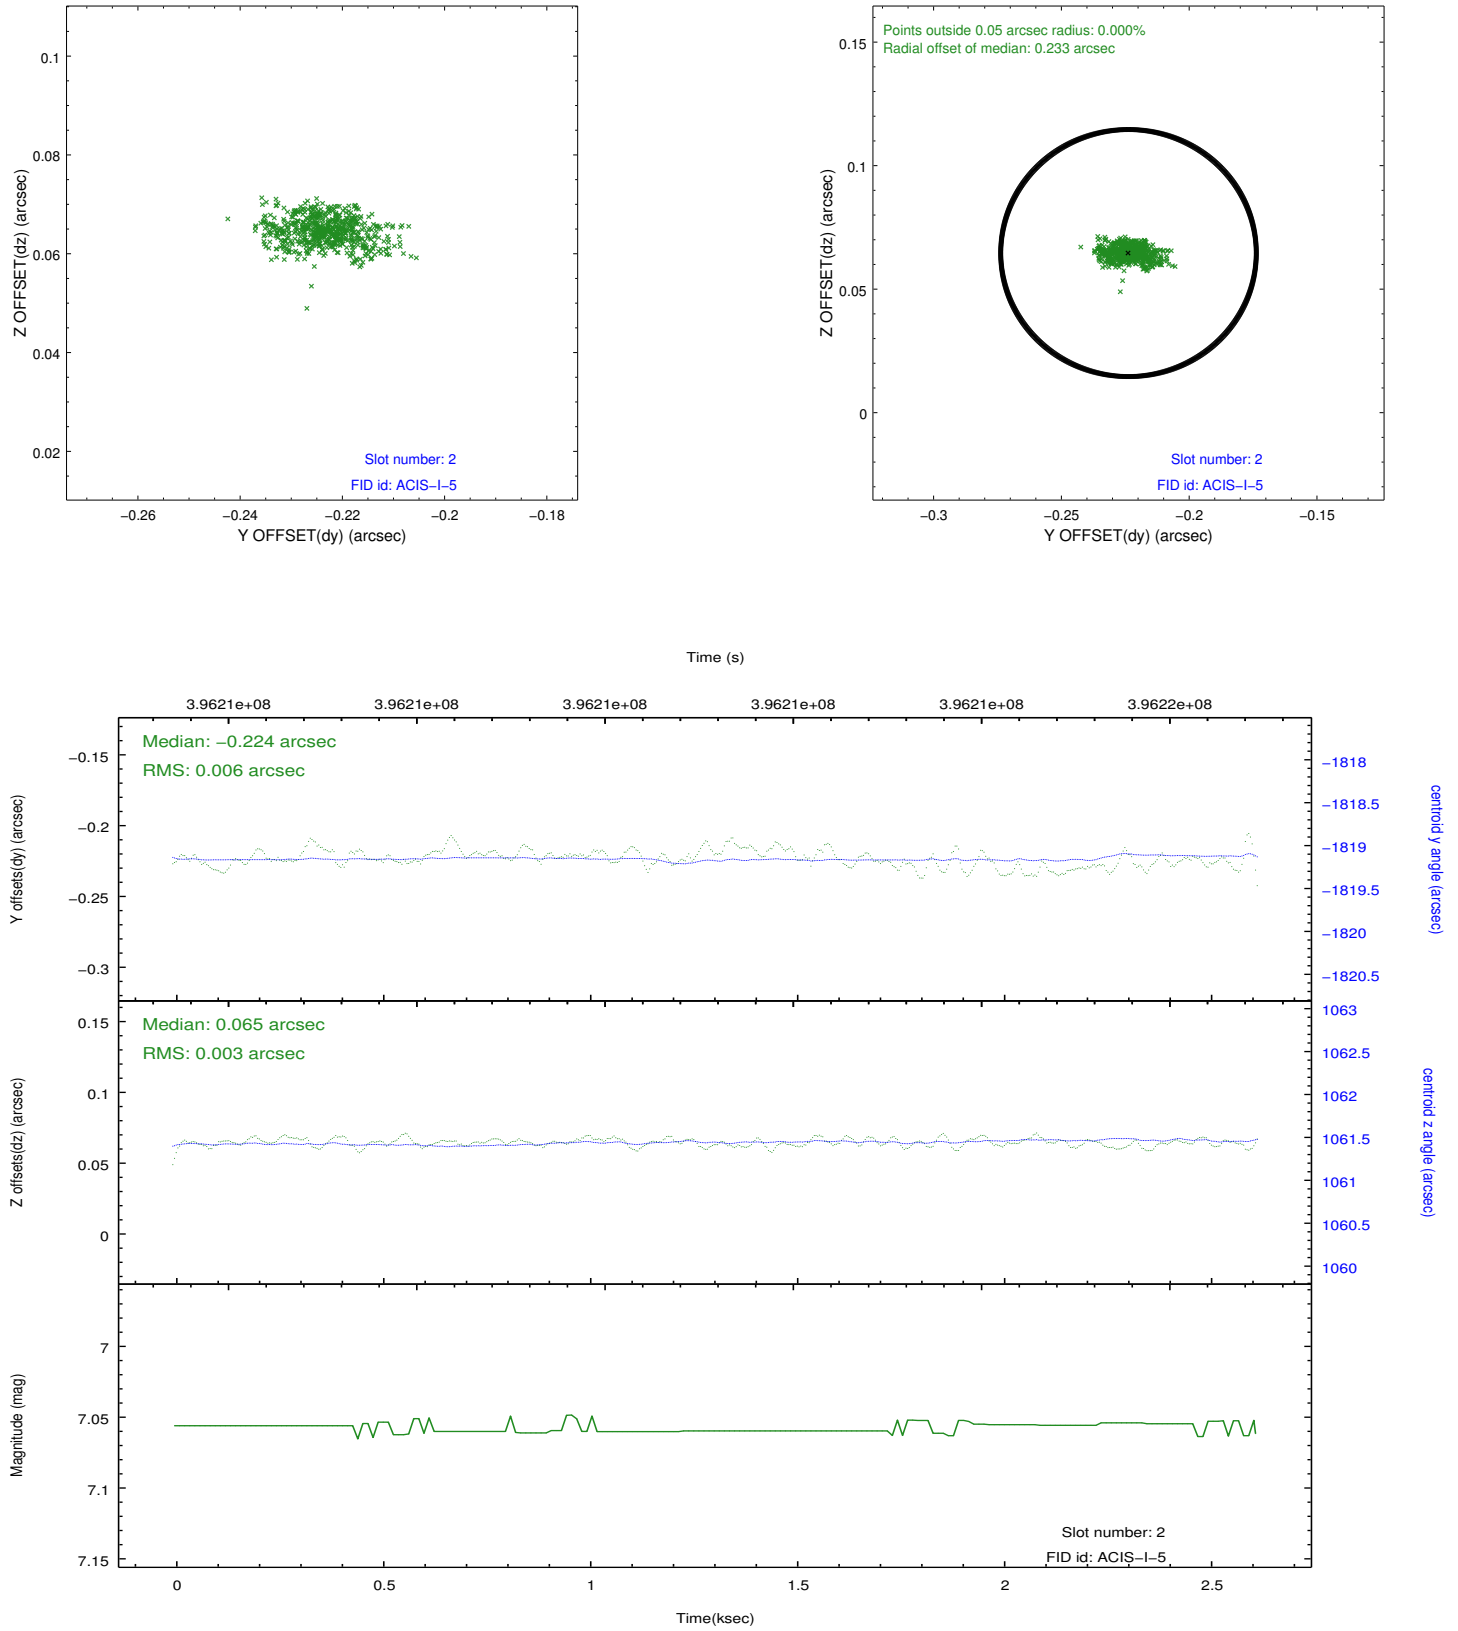 0.1
0.08
0.06
0.04
0.02
Z OFFSET(dz) (arcsec)
Slot number: 2
FID id: ACIS−I−5
−0.26 −0.24 −0.22 −0.2 −0.18
Y OFFSET(dy) (arcsec)
Points outside 0.05 arcsec radius: 0.000%
Radial offset of median: 0.233 arcsec
0.15
0.1
0.05
0
Z OFFSET(dz) (arcsec)
Slot number: 2
FID id: ACIS−I−5
−0.3 −0.25 −0.2 −0.15
Y OFFSET(dy) (arcsec)
Time (s)
3.9621e+08 3.9621e+08 3.9621e+08 3.9621e+08 3.9621e+08 3.9622e+08
Median: −0.224 arcsec
RMS: 0.006 arcsec
−0.15
−0.2
−0.25
−0.3
Y offsets(dy) (arcsec)
−1818
−1818.5
−1819
−1819.5
−1820
−1820.5
centroid y angle (arcsec)
Median: 0.065 arcsec
RMS: 0.003 arcsec
0.15
0.1
0.05
0
Z offsets(dz) (arcsec)
1063
1062.5
1062
1061.5
1061
1060.5
1060
centroid z angle (arcsec)
7
7.05
7.1
7.15
Magnitude (mag)
Slot number: 2
FID id: ACIS−I−5
0 0.5 1 1.5 2 2.5
Time(ksec)